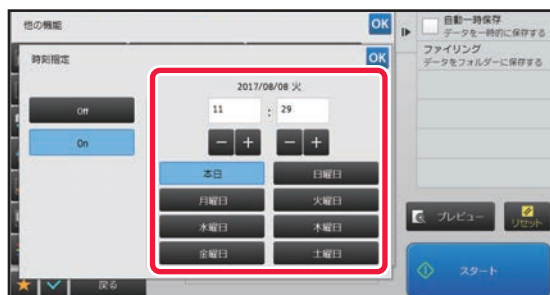 他の機能
OK
自動一時保存
データを一時的に保存する
時刻指定
OK
ファイリング
データをフォルダーに保存する
2017/08/08 火
Off
11 : 29
On
− + − +
本日 日曜日
月曜日 火曜日
水曜日 木曜日
金曜日 土曜日
プレビュー
リセット
戻る
スタート